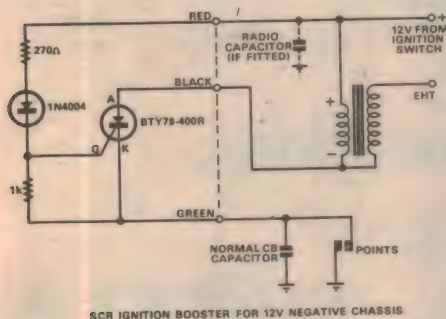 RED
270Ω
1N4004
BLACK
A
BTY79-400R
G
K
1k
GREEN
RADIO
CAPACITOR
(IF FITTED)
+
12V FROM
IGNITION
SWITCH
+
−
EHT
NORMAL CB
CAPACITOR
POINTS
SCR IGNITION BOOSTER FOR 12V NEGATIVE CHASSIS